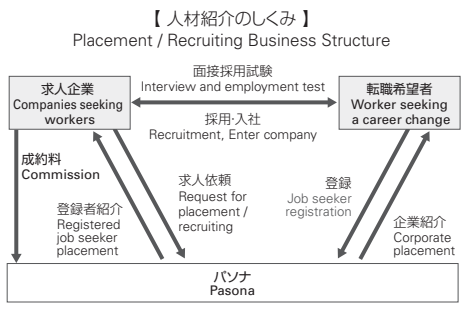 【 人材紹介のしくみ 】
Placement / Recruiting Business Structure
求人企業
Companies seeking
workers
面接採用試験
Interview and employment test
採用·入社
Recruitment, Enter company
転職希望者
Worker seeking
a career change
成約料
Commission
登録者紹介
Registered
job seeker
placement
求人依頼
Request for
placement /
recruiting
登録
Job seeker
registration
企業紹介
Corporate
placement
パソナ
Pasona